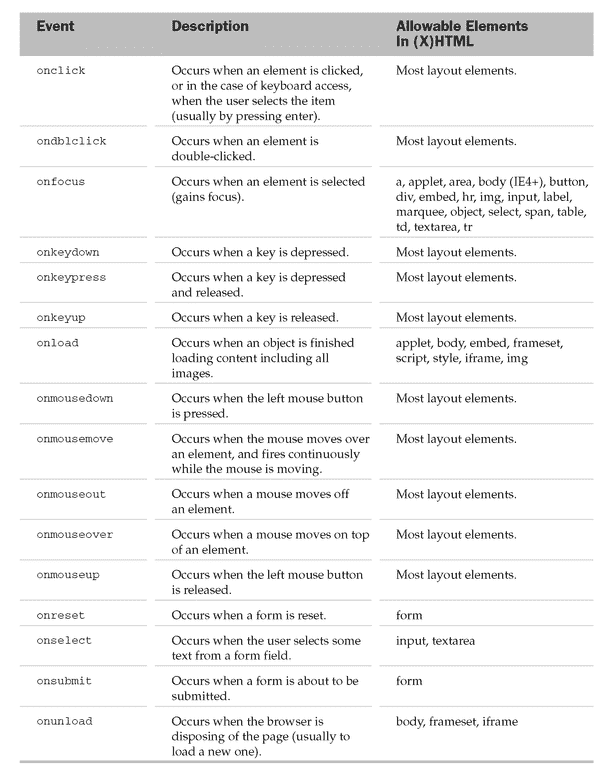 Event Description Allowable Elements
In (X)HTML
onclick Occurs when an element is clicked, Most layout elements.
or in the case of keyboard access,
when the user selects the item
(usually by pressing enter).
ondblclick Occurs when an element is Most layout elements.
double-clicked.
onfocus Occurs when an element is selected a, applet, area, body (IE4+), button,
(gains focus). div, embed, hr, img, input, label,
marquee, object, select, span, table,
td, textarea, tr
onkeydown Occurs when a key is depressed. Most layout elements.
onkeypress Occurs when a key is depressed Most layout elements.
and released.
onkeyup Occurs when a key is released. Most layout elements.
onload Occurs when an object is finished applet, body, embed, frameset,
loading content including all script, style, iframe, img
images.
onmousedown Occurs when the left mouse button Most layout elements.
is pressed.
onmousemove Occurs when the mouse moves over Most layout elements.
an element, and fires continuously
while the mouse is moving.
onmouseout Occurs when a mouse moves off Most layout elements.
an element.
onmouseover Occurs when a mouse moves on top Most layout elements.
of an element.
onmouseup Occurs when the left mouse button Most layout elements.
is released.
onreset Occurs when a form is reset. form
onselect Occurs when the user selects some input, textarea
text from a form field.
onsubmit Occurs when a form is about to be form
submitted.
onunload Occurs when the browser is body, frameset, iframe
disposing of the page (usually to
load a new one).